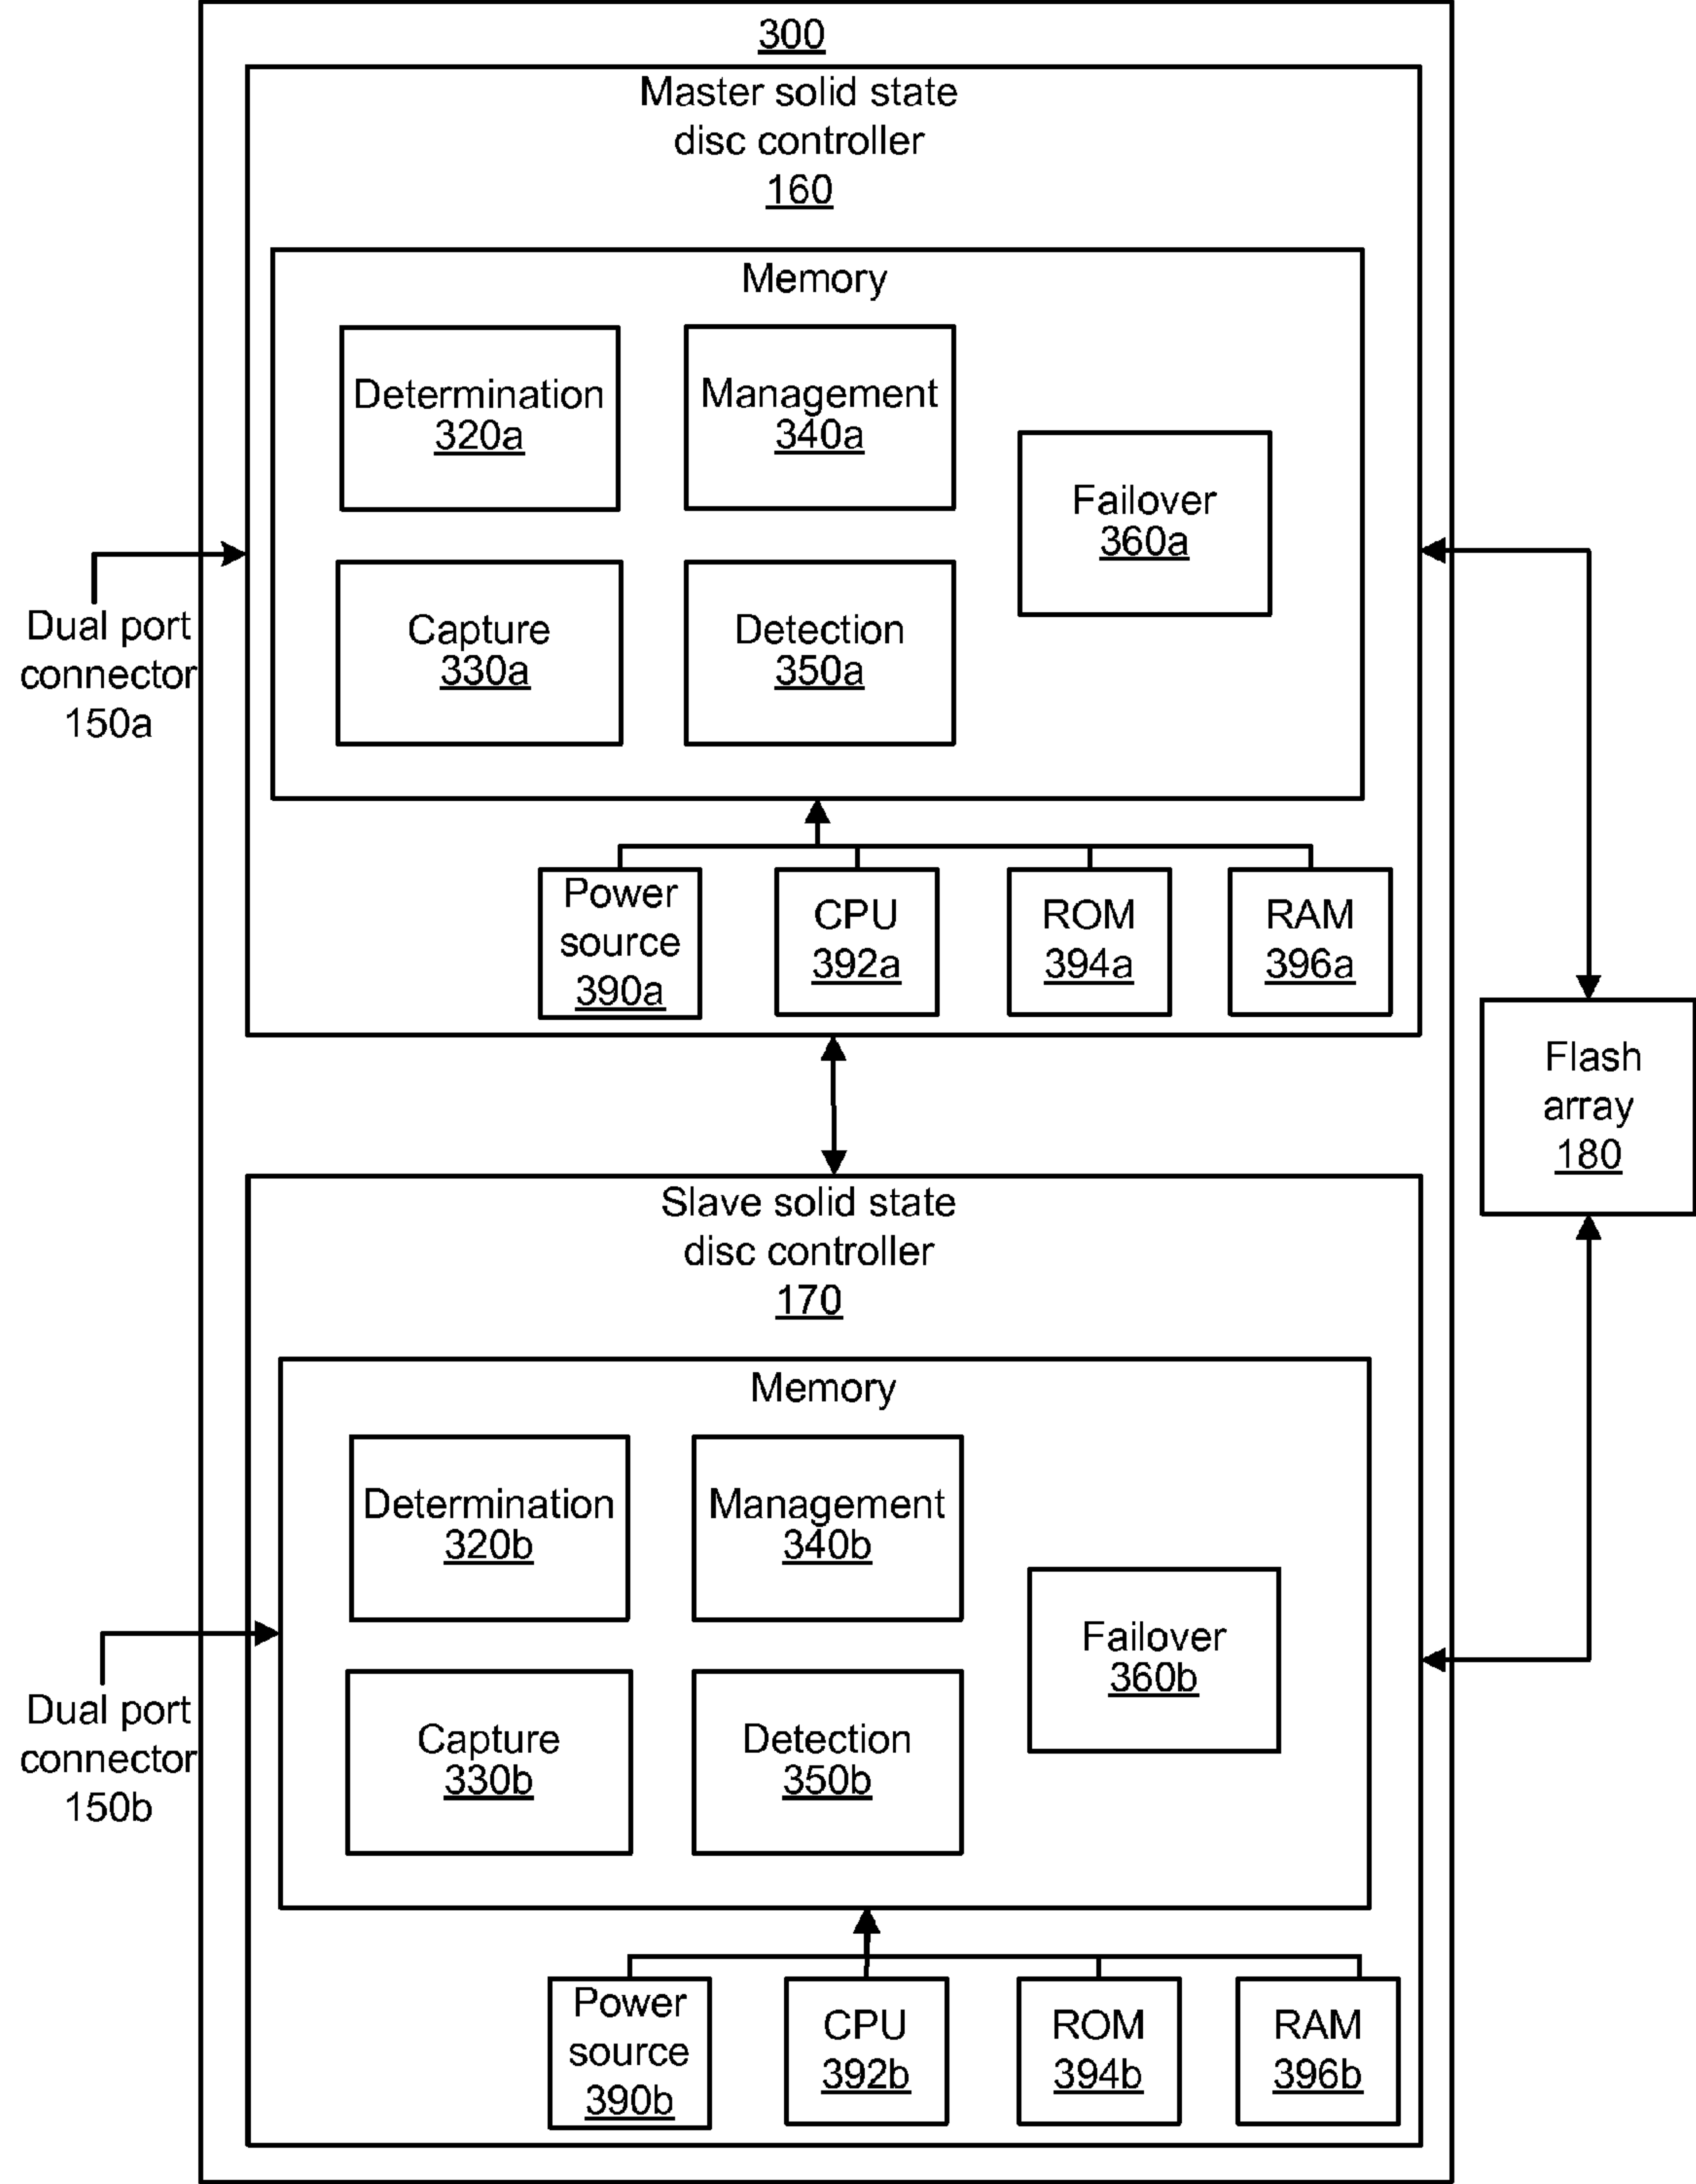 300
Master solid state
disc controller
160
Memory
Determination
320a
Management
340a
Failover
360a
Capture
330a
Detection
350a
Dual port
connector
150a
Power
source
390a
CPU
392a
ROM
394a
RAM
396a
Flash
array
180
Slave solid state
disc controller
170
Memory
Determination
320b
Management
340b
Failover
360b
Capture
330b
Detection
350b
Dual port
connector
150b
Power
source
390b
CPU
392b
ROM
394b
RAM
396b